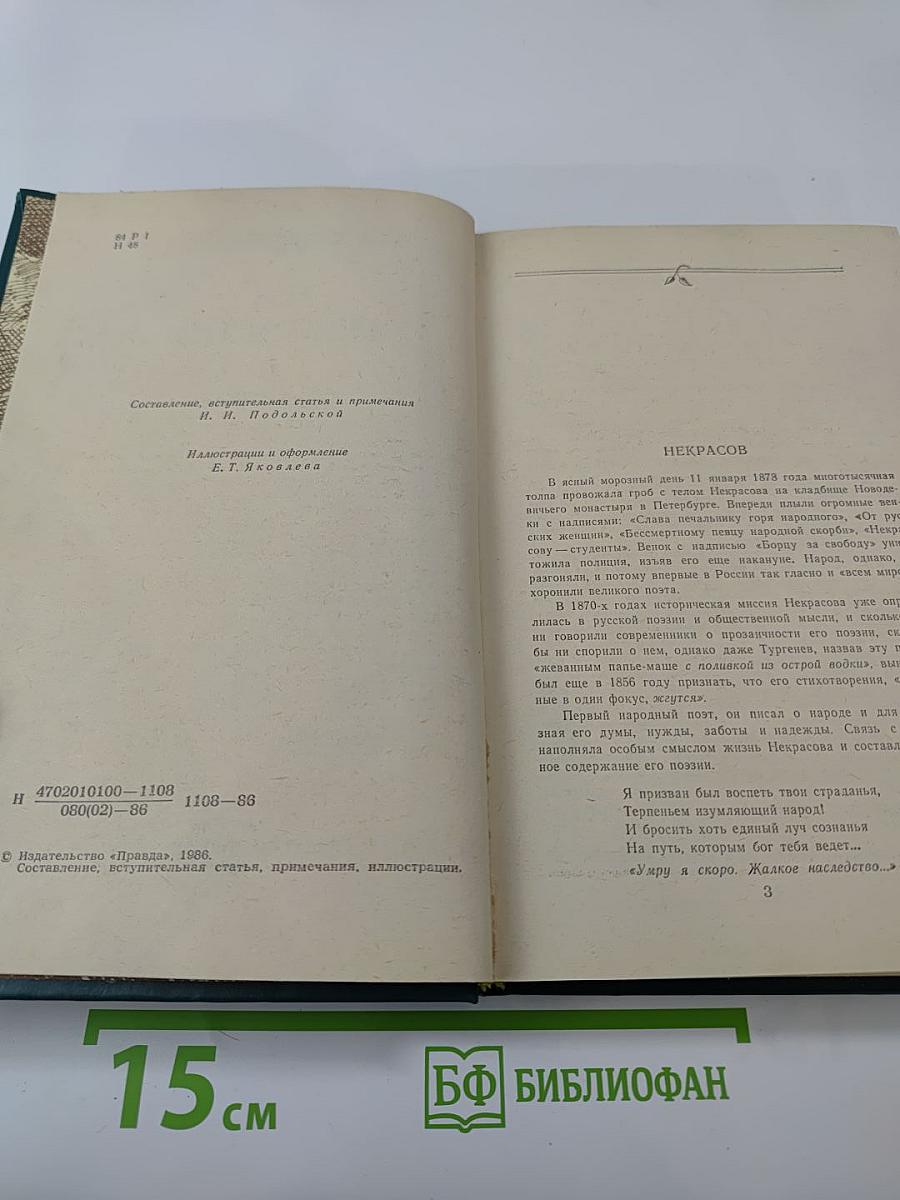 84 Р 1
Н 48
Составление, вступительная статья и примечания
И. И. Подольской
Иллюстрации и оформление
Е. Т. Яковлева
Н 4702010100—1108
080(02)—86 1108—86
© Издательство «Правда», 1986.
Составление, вступительная статья, примечания, иллюстрации.
НЕКРАСОВ
В ясный морозный день 11 января 1878 года многотысячная
толпа провожала гроб с телом Некрасова на кладбище Новоде-
вичьего монастыря в Петербурге. Впереди плыли огромные вен-
ки с надписями: «Слава печальнику горя народного», «От рус
ских женщин», «Бессмертному певцу народной скорби», «Некра
сову — студенты». Венок с надписью «Борцу за свободу» уни
тожила полиция, изъяв его еще накануне. Народ, однако,
разгоняли, и потому впервые в России так гласно и «всем миро
хоронили великого поэта.
В 1870-х годах историческая миссия Некрасова уже опр
лилась в русской поэзии и общественной мысли, и сколько
ни говорили современники о прозаичности его поэзии, ск
бы ни спорили о нем, однако даже Тургенев, назвав эту п
«жеванным папье-маше с поливкой из острой водки», вын
был еще в 1856 году признать, что его стихотворения, «
ные в один фокус, жгутся».
Первый народный поэт, он писал о народе и для
зная его думы, нужды, заботы и надежды. Связь с
наполняла особым смыслом жизнь Некрасова и составл
ное содержание его поэзии.
Я призван был воспеть твои страданья,
Терпеньем изумляющий народ!
И бросить хоть единый луч сознанья
На путь, которым бог тебя ведет...
«Умру я скоро. Жалкое наследство...»
3
15 см
БФ БИБЛИОФАН